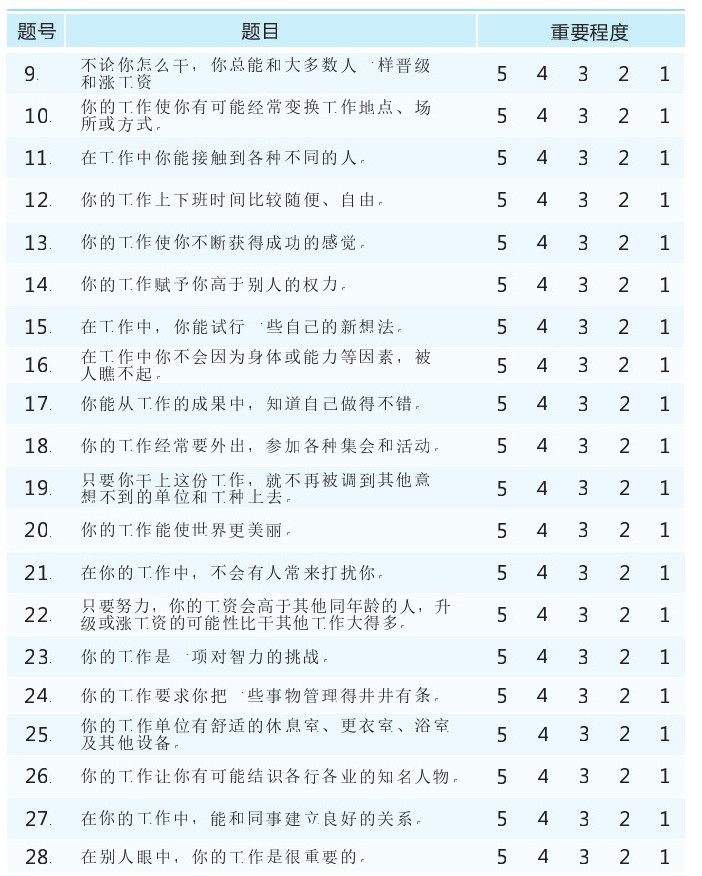 题号 题目 重要程度
9. 不论你怎么干，你总能和大多数人一样晋级 5 4 3 2 1
和涨工资
10. 你的工作使你有可能经常变换工作地点、场 5 4 3 2 1
所或方式。
11. 在工作中你能接触到各种不同的人。 5 4 3 2 1
12. 你的工作上下班时间比较随便、自由。 5 4 3 2 1
13. 你的工作使你不断获得成功的感觉。 5 4 3 2 1
14. 你的工作赋予你高于别人的权力。 5 4 3 2 1
15. 在工作中，你能试行一些自己的新想法。 5 4 3 2 1
16. 在工作中你不会因为身体或能力等因素，被 5 4 3 2 1
人瞧不起。
17. 你能从工作的成果中，知道自己做得不错。 5 4 3 2 1
18. 你的工作经常要外出，参加各种集会和活动。 5 4 3 2 1
19. 只要你干上这份工作，就不再被调到其他意 5 4 3 2 1
想不到的单位和工种上去。
20. 你的工作能使世界更美丽。 5 4 3 2 1
21. 在你的工作中，不会有人常来打扰你。 5 4 3 2 1
22. 只要努力，你的工资会高于其他同年龄的人，升 5 4 3 2 1
级或涨工资的可能性比干其他工作大得多。
23. 你的工作是一项对智力的挑战。 5 4 3 2 1
24. 你的工作要求你把一些事物管理得井井有条。 5 4 3 2 1
25. 你的工作单位有舒适的休息室、更衣室、浴室 5 4 3 2 1
及其他设备。
26. 你的工作让你有可能结识各行各业的知名人物。 5 4 3 2 1
27. 在你的工作中，能和同事建立良好的关系。 5 4 3 2 1
28. 在别人眼中，你的工作是很重要的。 5 4 3 2 1